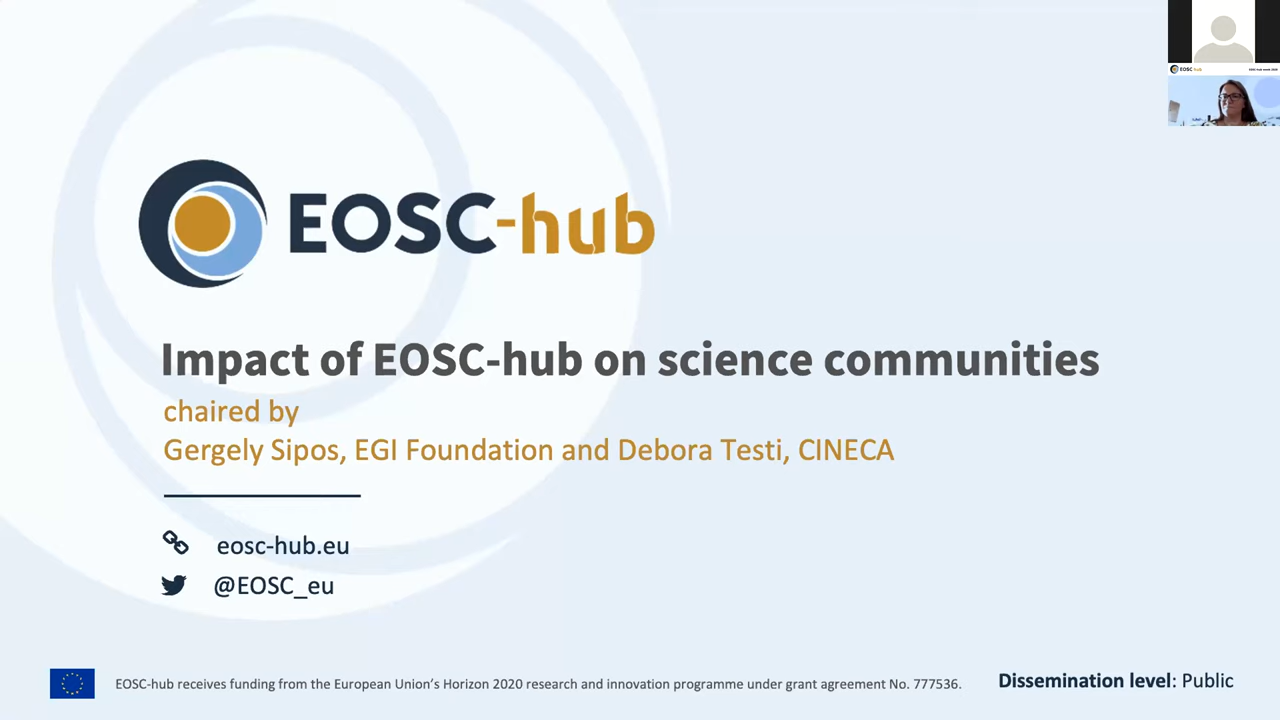 EOSC-hub
Impact of EOSC-hub on science communities
chaired by
Gergely Sipos, EGI Foundation and Debora Testi, CINECA
eosc-hub.eu
@EOSC_eu
EOSC-hub receives funding from the European Union’s Horizon 2020 research and innovation programme under grant agreement No. 777536.
Dissemination level: Public
EOSC-hub